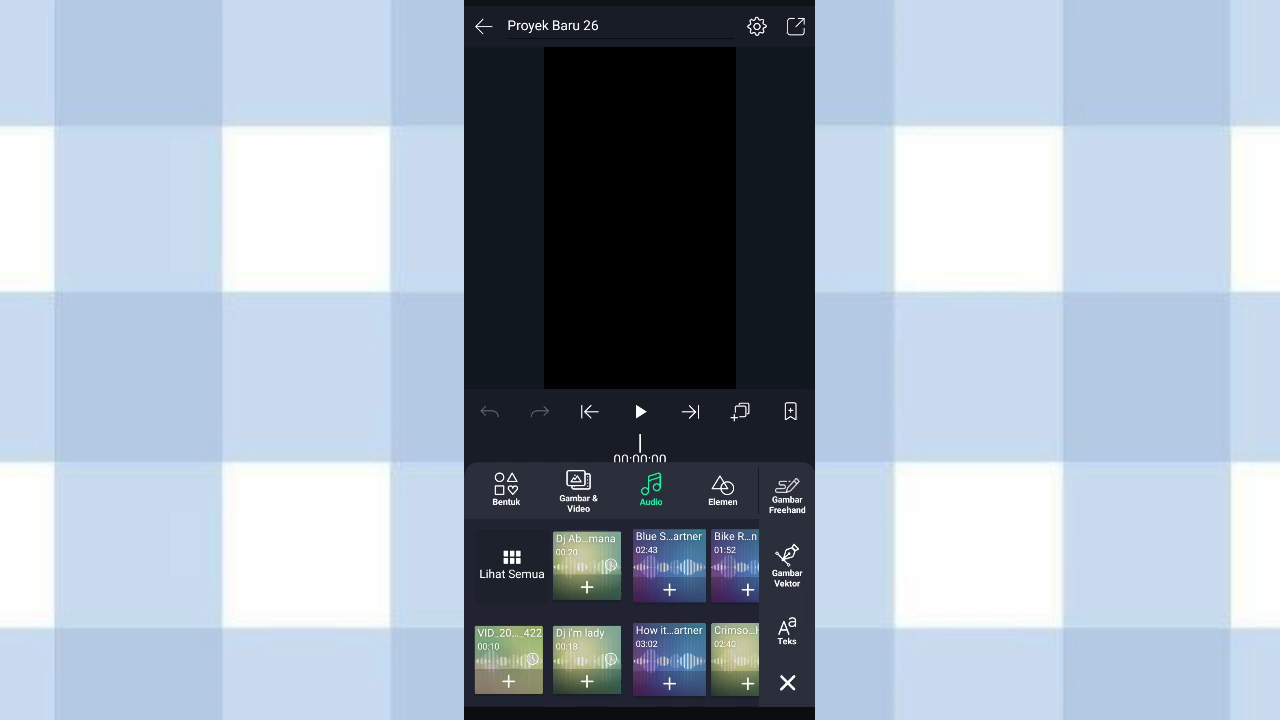 Proyek Baru 26
00:00:00
Bentuk
Gambar &
Video
Audio
Elemen
Gambar
Freehand
Lihat Semua
Dj Ab...mana
00:20
Blue S...artner
02:43
Bike R...n
01:52
Gambar
Vektor
VID_20..._422
00:10
Dj i'm lady
00:18
How it...artner
03:02
Crimso...
02:40
Aa
Teks